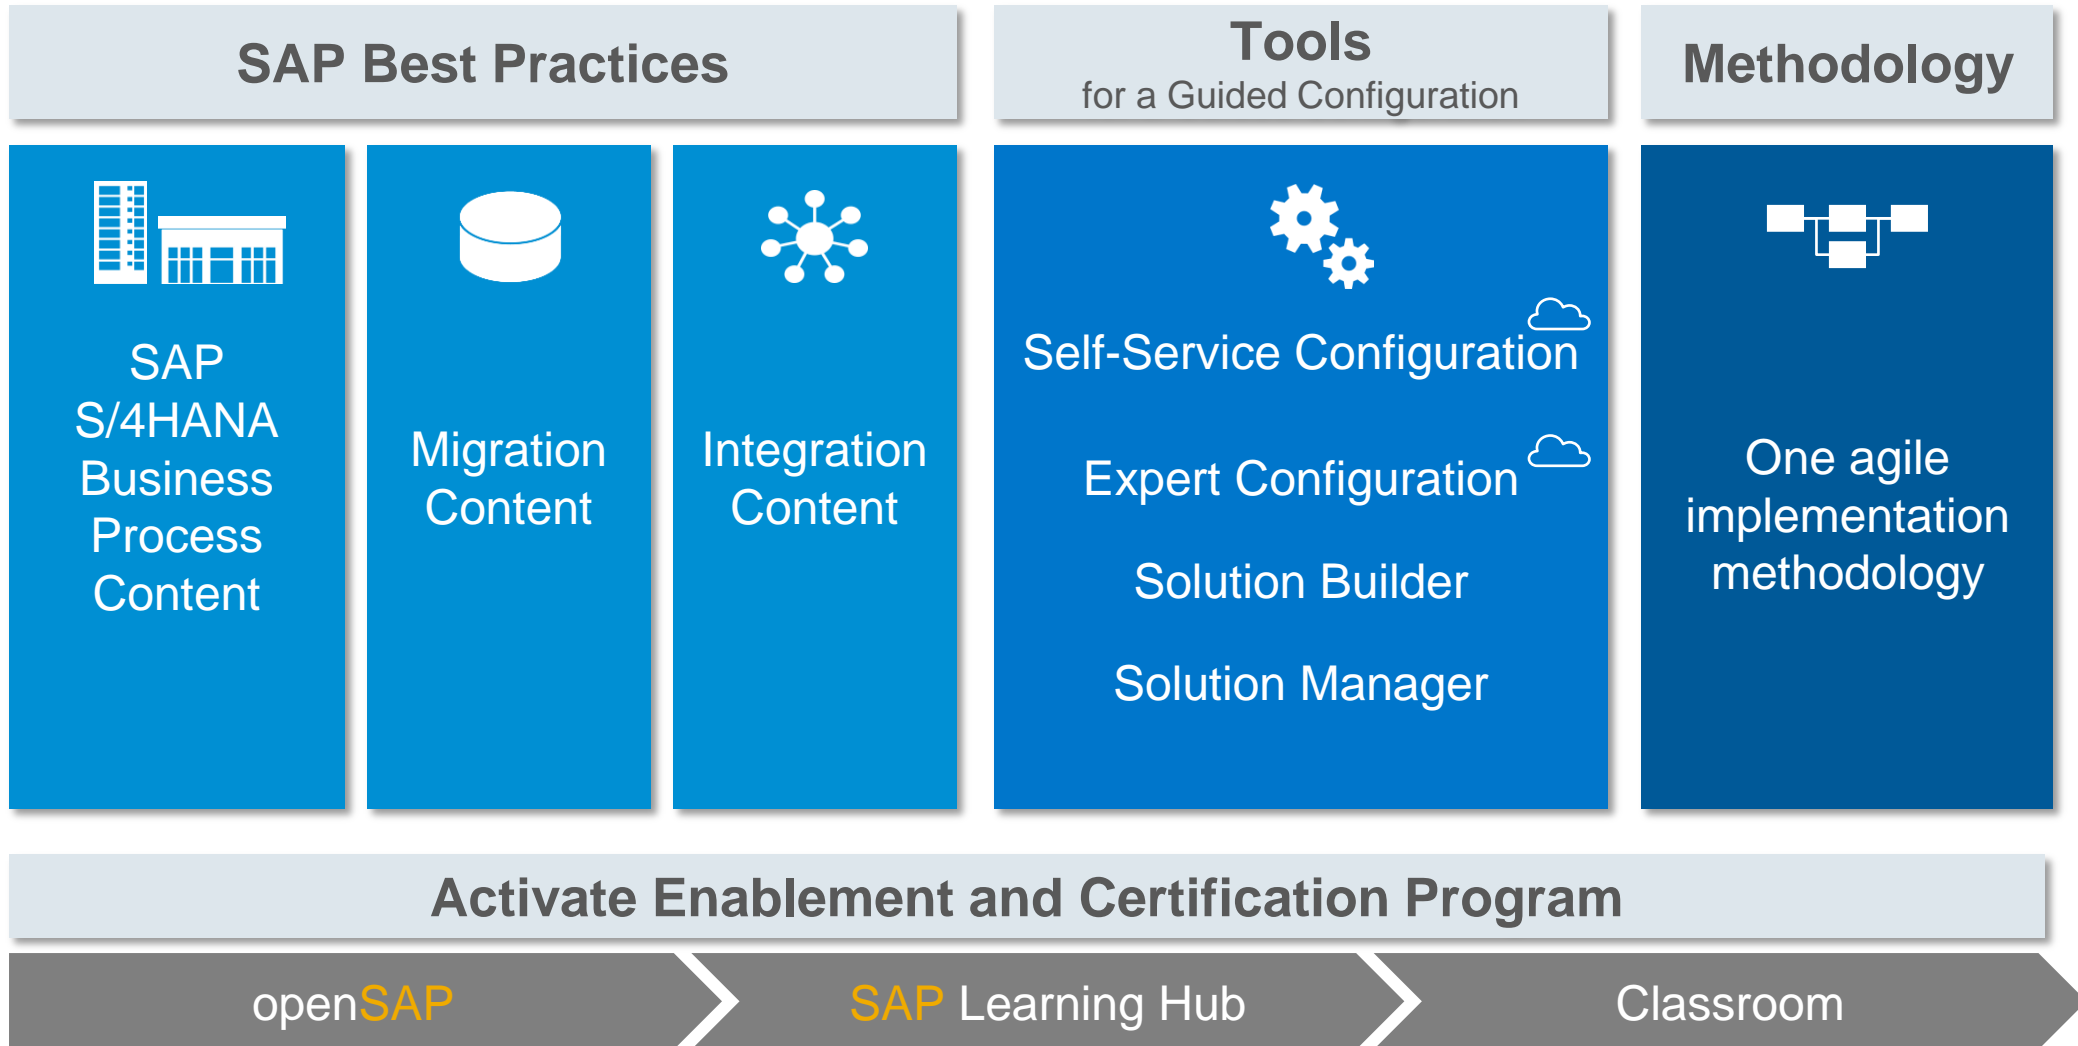 SAP Best Practices
Tools
for a Guided Configuration
Methodology
SAP
S/4HANA
Business
Process
Content
Migration
Content
Integration
Content
Self-Service Configuration
Expert Configuration
Solution Builder
Solution Manager
One agile
implementation
methodology
Activate Enablement and Certification Program
openSAP
SAP Learning Hub
Classroom